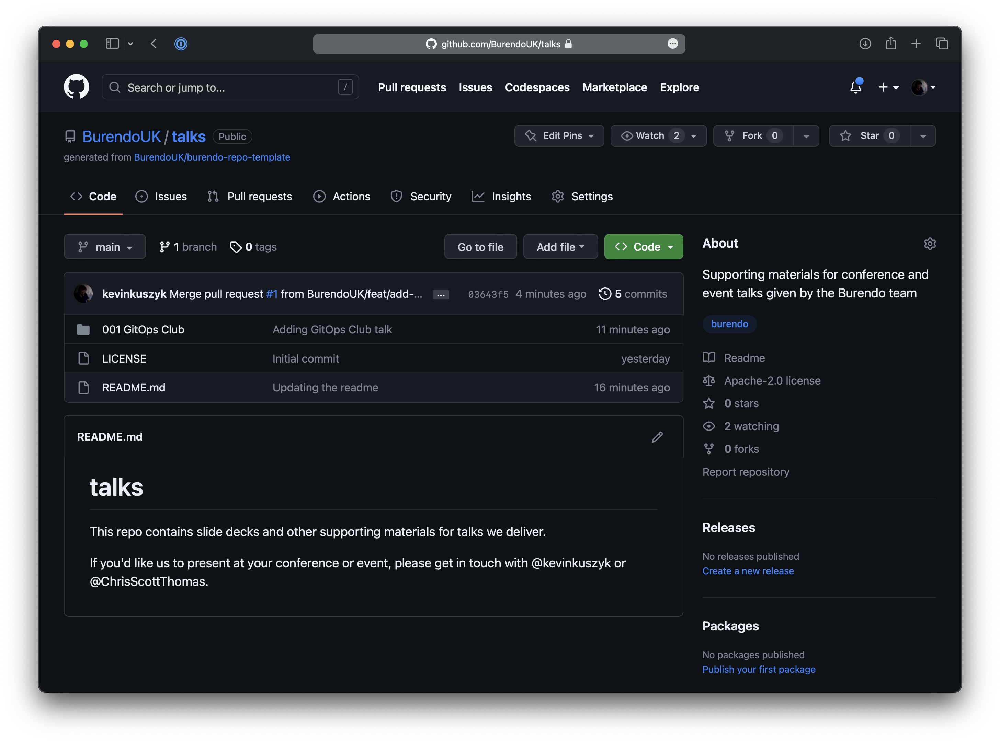 github.com/BurendoUK/talks
Search or jump to... /
Pull requests Issues Codespaces Marketplace Explore
BurendoUK / talks Public
Edit Pins Watch 2 Fork 0 Star 0
generated from BurendoUK/burendo-repo-template
Code Issues Pull requests Actions Security Insights Settings
main 1 branch 0 tags
Go to file Add file Code
kevinkuszyk Merge pull request #1 from BurendoUK/feat/add-... ... 03643f5 4 minutes ago 5 commits
001 GitOps Club Adding GitOps Club talk 11 minutes ago
LICENSE Initial commit yesterday
README.md Updating the readme 16 minutes ago
README.md
talks
This repo contains slide decks and other supporting materials for talks we deliver.
If you'd like us to present at your conference or event, please get in touch with @kevinkuszyk or
@ChrisScottThomas.
About
Supporting materials for conference and
event talks given by the Burendo team
burendo
Readme
Apache-2.0 license
0 stars
2 watching
0 forks
Report repository
Releases
No releases published
Create a new release
Packages
No packages published
Publish your first package